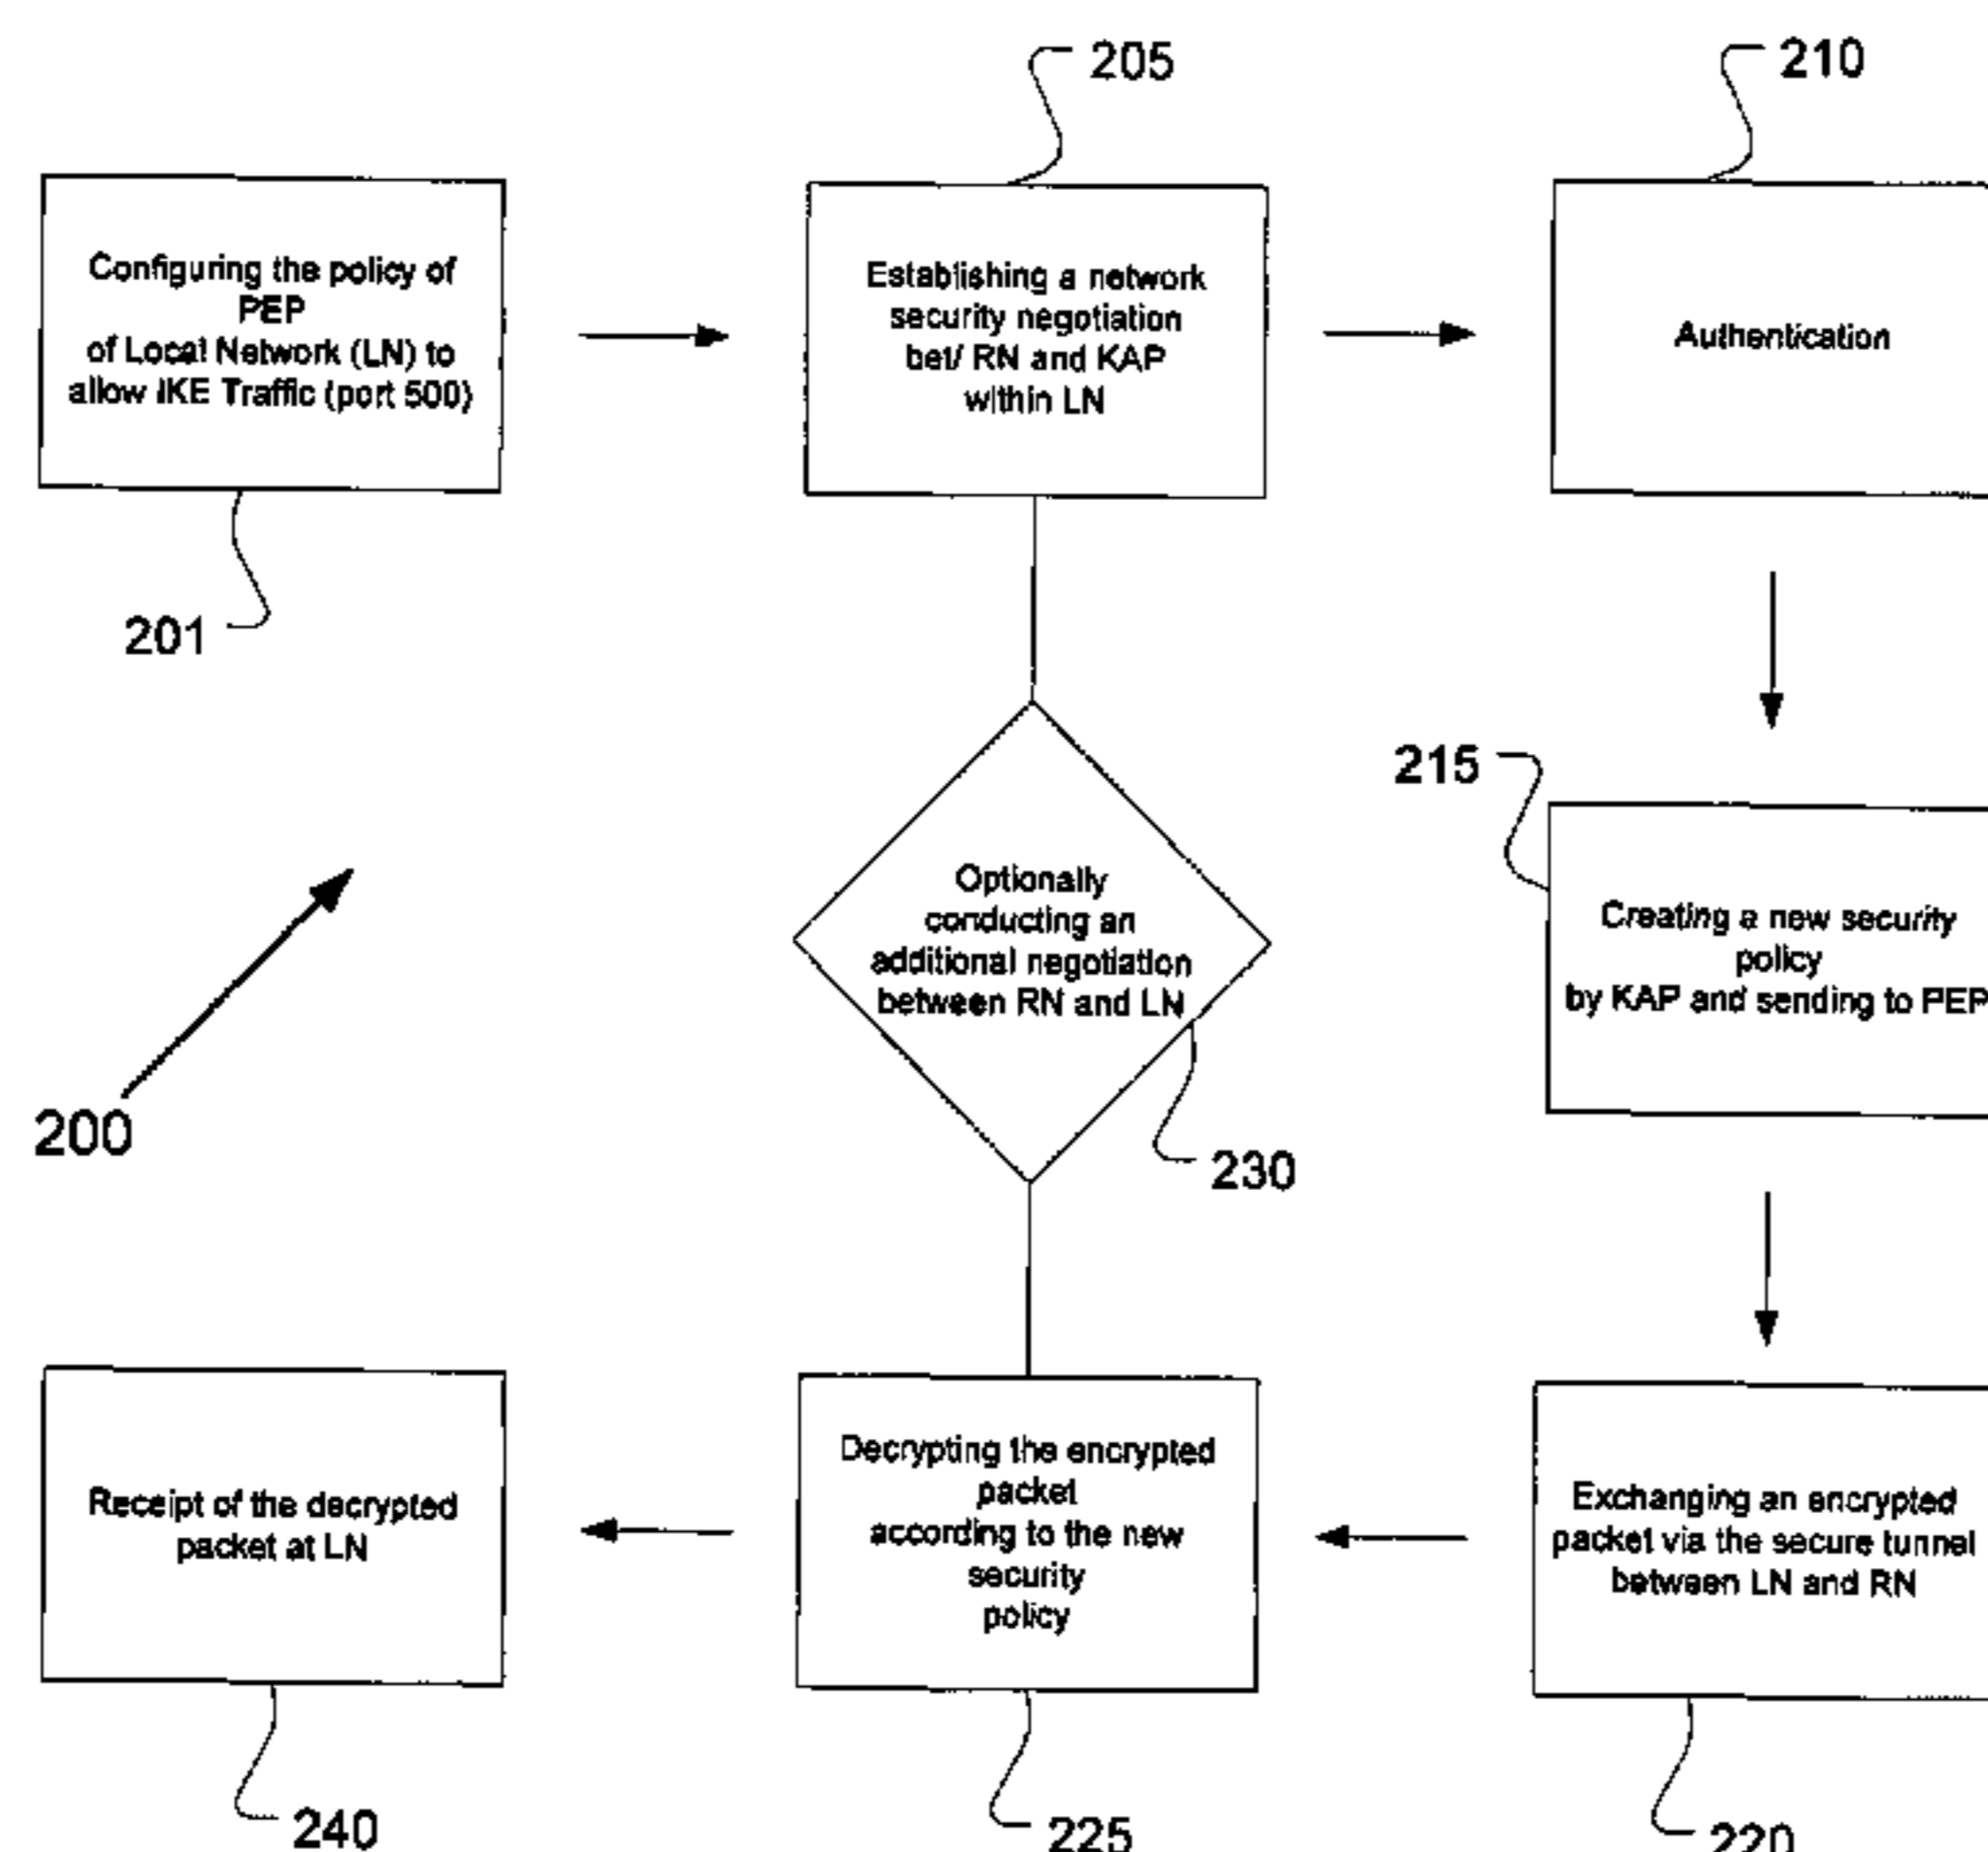 205
210
Configuring the policy of
PEP
of Local Network (LN) to
allow IKE Traffic (port 500)
Establishing a network
security negotiation
bet/ RN and KAP
within LN
Authentication
201
215
Optionally
conducting an
additional negotiation
between RN and LN
Creating a new security
policy
by KAP and sending to PEP
200
230
Receipt of the decrypted
packet at LN
Decrypting the encrypted
packet
according to the new
security
policy
Exchanging an encrypted
packet via the secure tunnel
between LN and RN
240
225
220